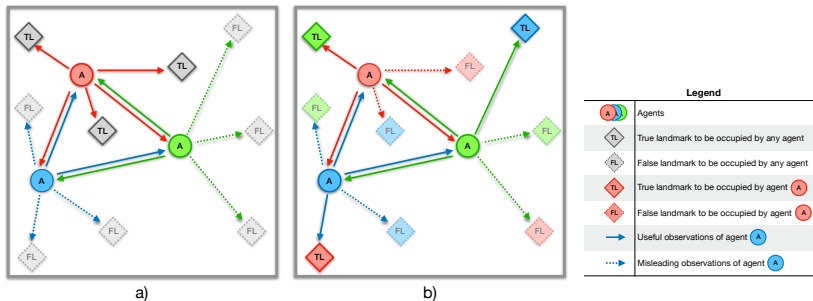 TL
FL
TL
FL
A
TL
FL
A
A
FL
FL
FL
a)
TL
TL
A
FL
FL
FL
FL
A
A
FL
FL
FL
TL
b)
Legend
A Agents
TL True landmark to be occupied by any agent
FL False landmark to be occupied by any agent
TL True landmark to be occupied by agent A
FL False landmark to be occupied by agent A
Useful observations of agent A
Misleading observations of agent A